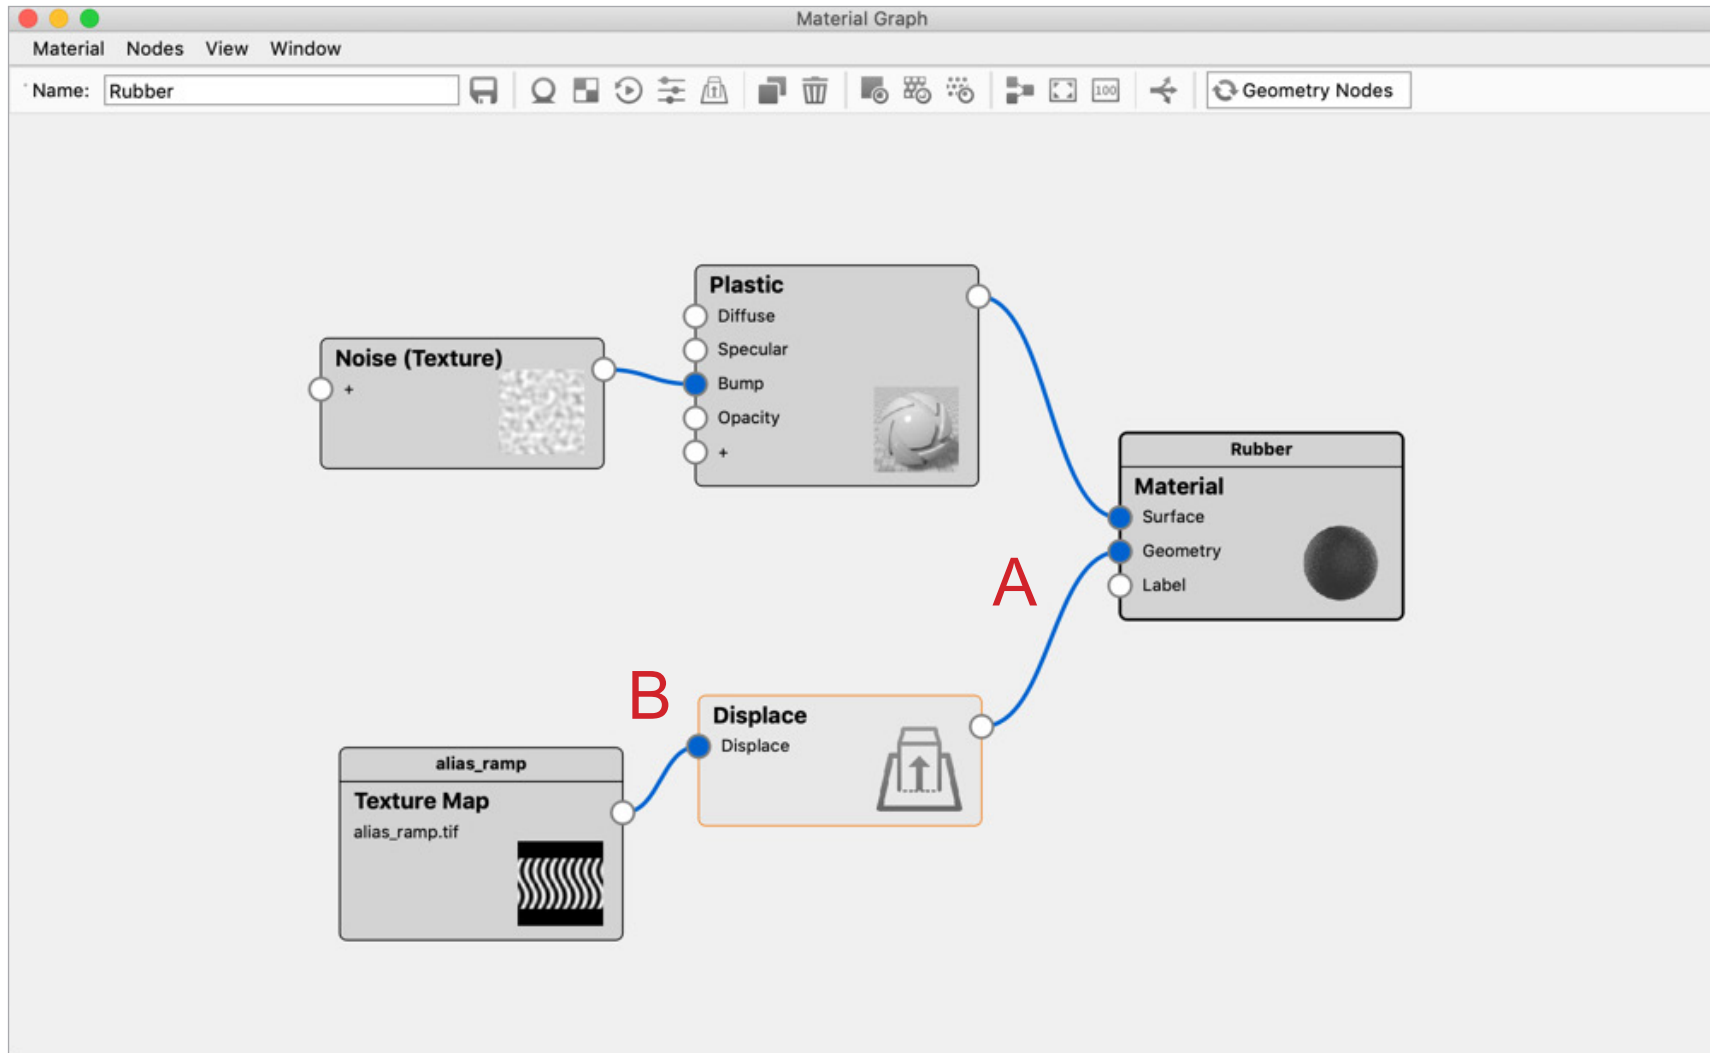 Material Graph
Material Nodes View Window
Name: Rubber 100 Geometry Nodes
Plastic
Diffuse
Specular
Bump
Opacity
+
Noise (Texture)
+
Rubber
Material
Surface
Geometry
Label
A
B
Displace
Displace
alias_ramp
Texture Map
alias_ramp.tif